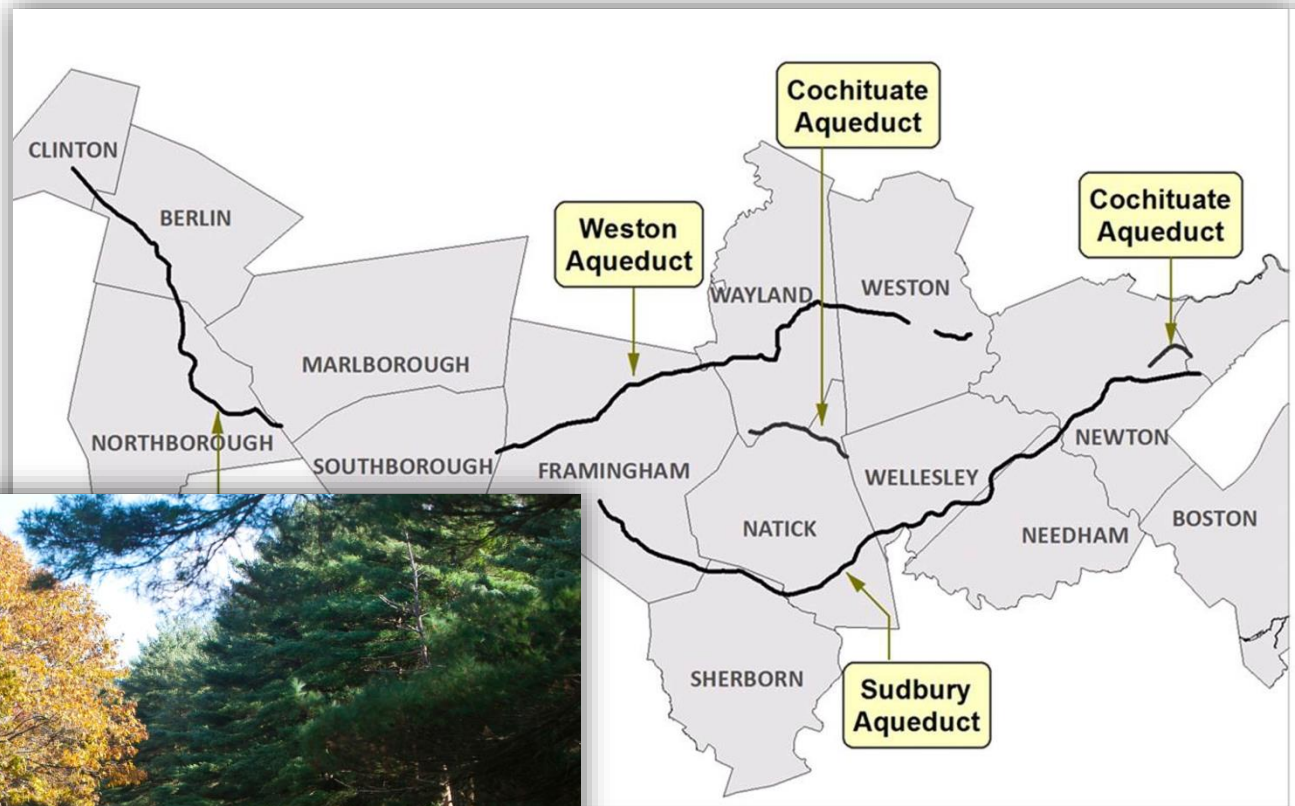 Cochituate
Aqueduct
CLINTON
Cochituate
Aqueduct
BERLIN
Weston
Aqueduct
WAYLAND
WESTON
MARLBOROUGH
NORTHBOROUGH
NEWTON
SOUTHBOROUGH
FRAMINGHAM
WELLESLEY
BOSTON
NATICK
NEEDHAM
SHERBORN
Sudbury
Aqueduct